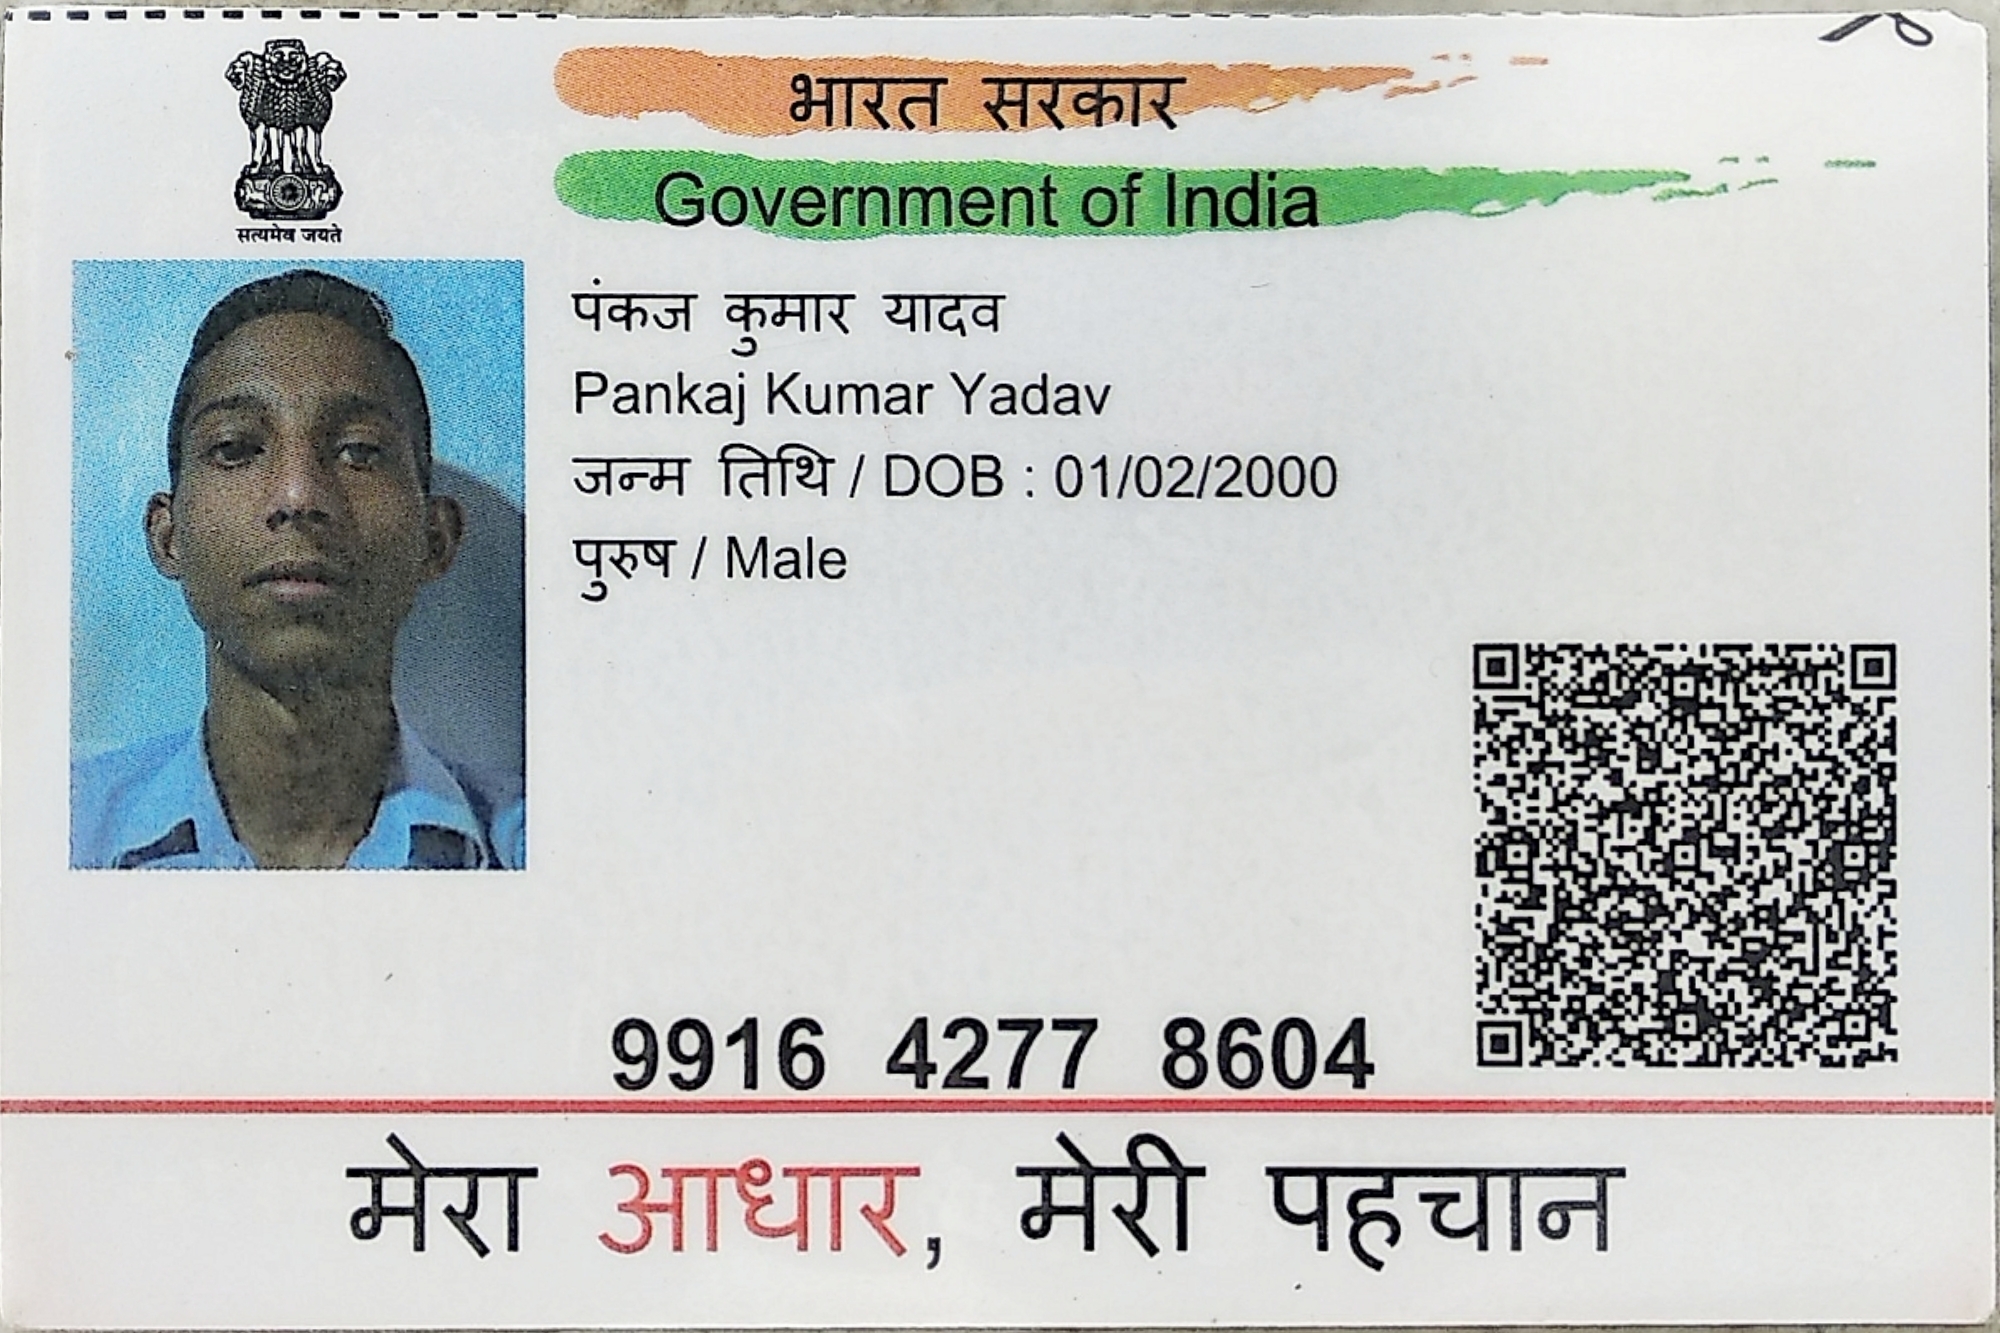 सत्यमेव जयते
भारत सरकार
Government of India
पंकज कुमार यादव
Pankaj Kumar Yadav
जन्म तिथि / DOB : 01/02/2000
पुरुष / Male
9916 4277 8604
मेरा आधार, मेरी पहचान